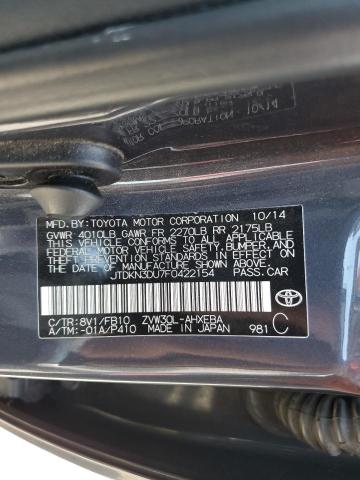 MFD. BY: TOYOTA MOTOR CORPORATION 10/14
GVWR 4010LB GAWR FR 2270LB RR 2175LB
THIS VEHICLE CONFORMS TO ALL APPLICABLE
FEDERAL MOTOR VEHICLE SAFETY, BUMPER, AND
THEFT PREVENTION STANDARDS IN EFFECT ON
THE DATE OF MANUFACTURE SHOWN ABOVE.
JTDKN3DU7F0422154 PASS.CAR
C/TR: 8V1/FB10 ZVW30L-AHXEBA
A/TM: -01A/P410 MADE IN JAPAN 981 C
TOYOTA